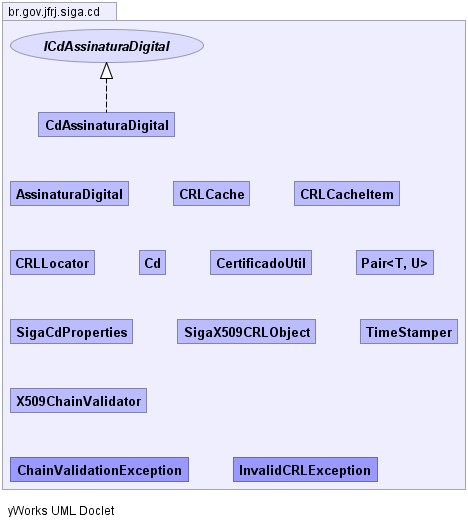 br.gov.jfrj.siga.cd
ICdAssinaturaDigital
CdAssinaturaDigital
AssinaturaDigital CRLCache CRLCacheItem
CRLLocator Cd CertificadoUtil Pair<T, U>
SigaCdProperties SigaX509CRLObject TimeStamper
X509ChainValidator
ChainValidationException InvalidCRLException
yWorks UML Doclet